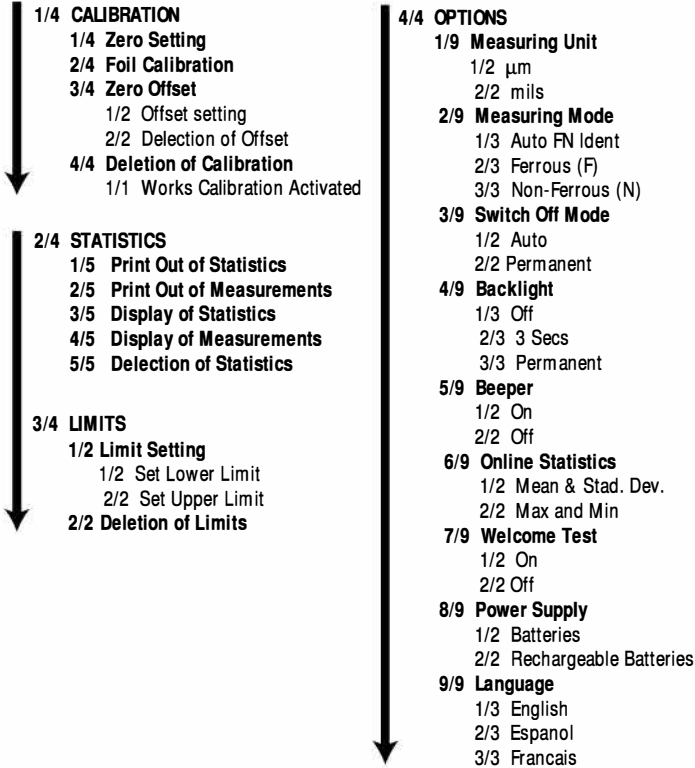 1/4 CALIBRATION
1/4 Zero Setting
2/4 Foil Calibration
3/4 Zero Offset
1/2 Offset setting
2/2 Delection of Offset
4/4 Deletion of Calibration
1/1 Works Calibration Activated
2/4 STATISTICS
1/5 Print Out of Statistics
2/5 Print Out of Measurements
3/5 Display of Statistics
4/5 Display of Measurements
5/5 Delection of Statistics
3/4 LIMITS
1/2 Limit Setting
1/2 Set Lower Limit
2/2 Set Upper Limit
2/2 Deletion of Limits
4/4 OPTIONS
1/9 Measuring Unit
1/2 µm
2/2 mils
2/9 Measuring Mode
1/3 Auto FN Ident
2/3 Ferrous (F)
3/3 Non-Ferrous (N)
3/9 Switch Off Mode
1/2 Auto
2/2 Permanent
4/9 Backlight
1/3 Off
2/3 3 Secs
3/3 Permanent
5/9 Beeper
1/2 On
2/2 Off
6/9 Online Statistics
1/2 Mean & Stad. Dev.
2/2 Max and Min
7/9 Welcome Test
1/2 On
2/2 Off
8/9 Power Supply
1/2 Batteries
2/2 Rechargeable Batteries
9/9 Language
1/3 English
2/3 Espanol
3/3 Francais